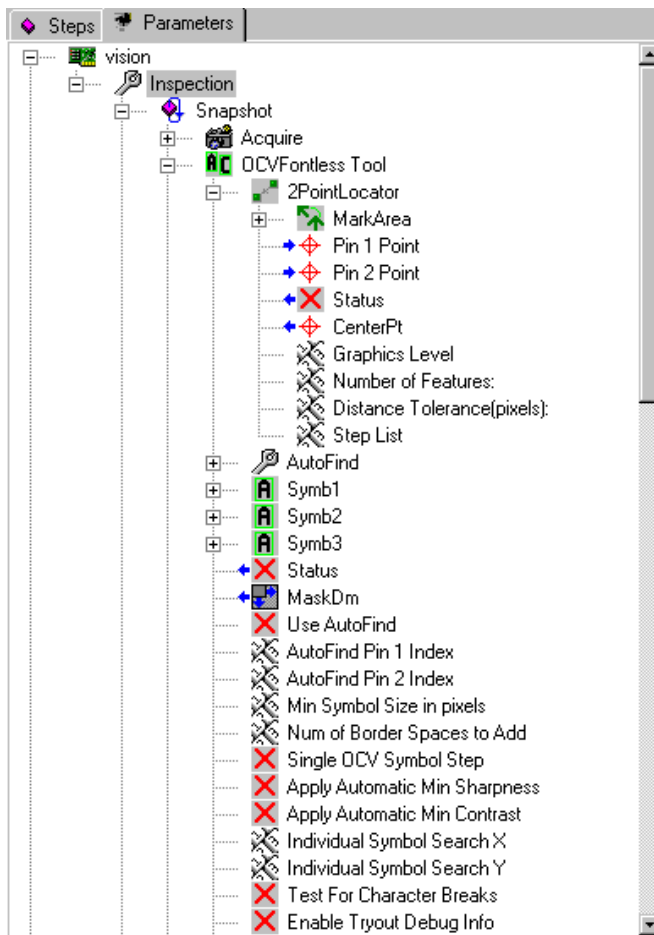 Steps
Parameters
vision
Inspection
Snapshot
Acquire
OCVFontless Tool
2PointLocator
MarkArea
Pin 1 Point
Pin 2 Point
Status
CenterPt
Graphics Level
Number of Features:
Distance Tolerance(pixels):
Step List
AutoFind
Symb1
Symb2
Symb3
Status
MaskDm
Use AutoFind
AutoFind Pin 1 Index
AutoFind Pin 2 Index
Min Symbol Size in pixels
Num of Border Spaces to Add
Single OCV Symbol Step
Apply Automatic Min Sharpness
Apply Automatic Min Contrast
Individual Symbol Search X
Individual Symbol Search Y
Test For Character Breaks
Enable Tryout Debug Info